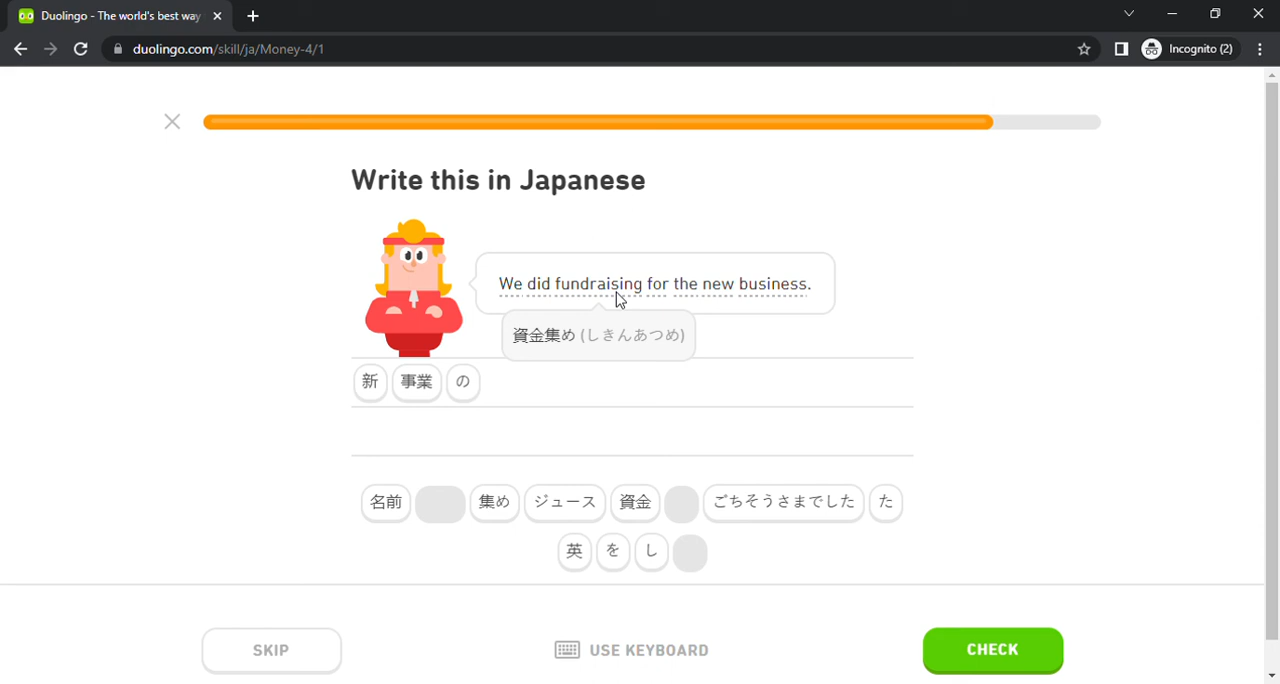 Duolingo - The world's best way
duolingo.com/skill/ja/Money-4/1
Incognito (2)
Write this in Japanese
We did fundraising for the new business.
資金集め (しきんあつめ)
新 事業 の
名前 集め ジュース 資金 ごちそうさまでした た
英 を し
SKIP
USE KEYBOARD
CHECK